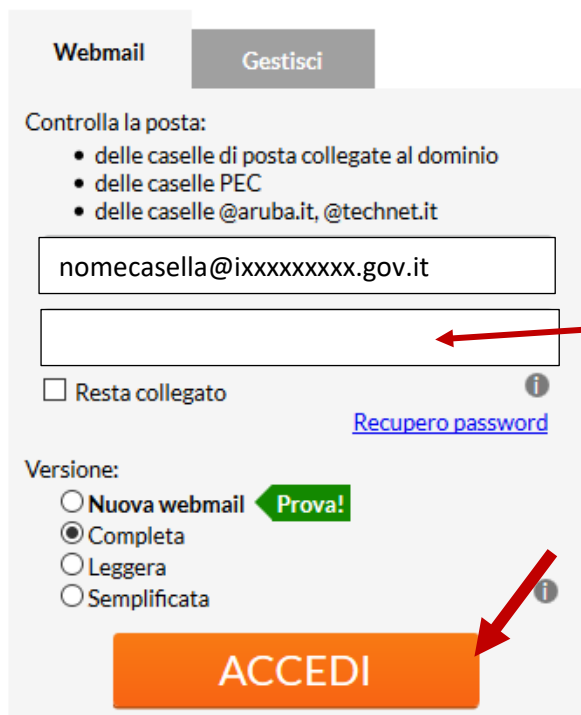 Webmail
Gestisci
Controlla la posta:
• delle caselle di posta collegate al dominio
• delle caselle PEC
• delle caselle @aruba.it, @technet.it
nomecasella@ixxxxxxxxx.gov.it
Resta collegato
i
Recupero password
Versione:
Nuova webmail Prova!
Completa
Leggera
Semplificata
i
ACCEDI